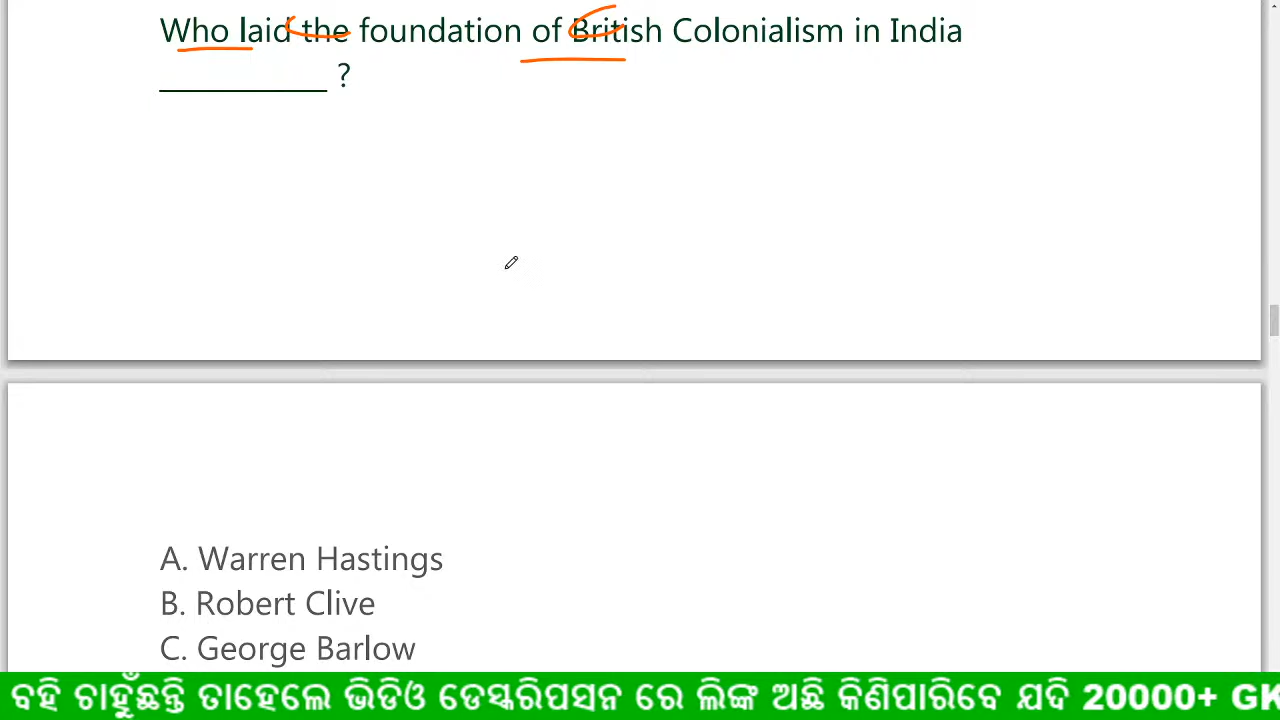 Who laid the foundation of British Colonialism in India
__________ ?
A. Warren Hastings
B. Robert Clive
C. George Barlow
ବହି ଚାହୁଁଛନ୍ତି ତାହେଲେ ଭିଡିଓ ଡେସ୍କରିପସନ ରେ ଲିଙ୍କ ଅଛି କିଣିପାରିବେ ଯଦି 20000+ GK